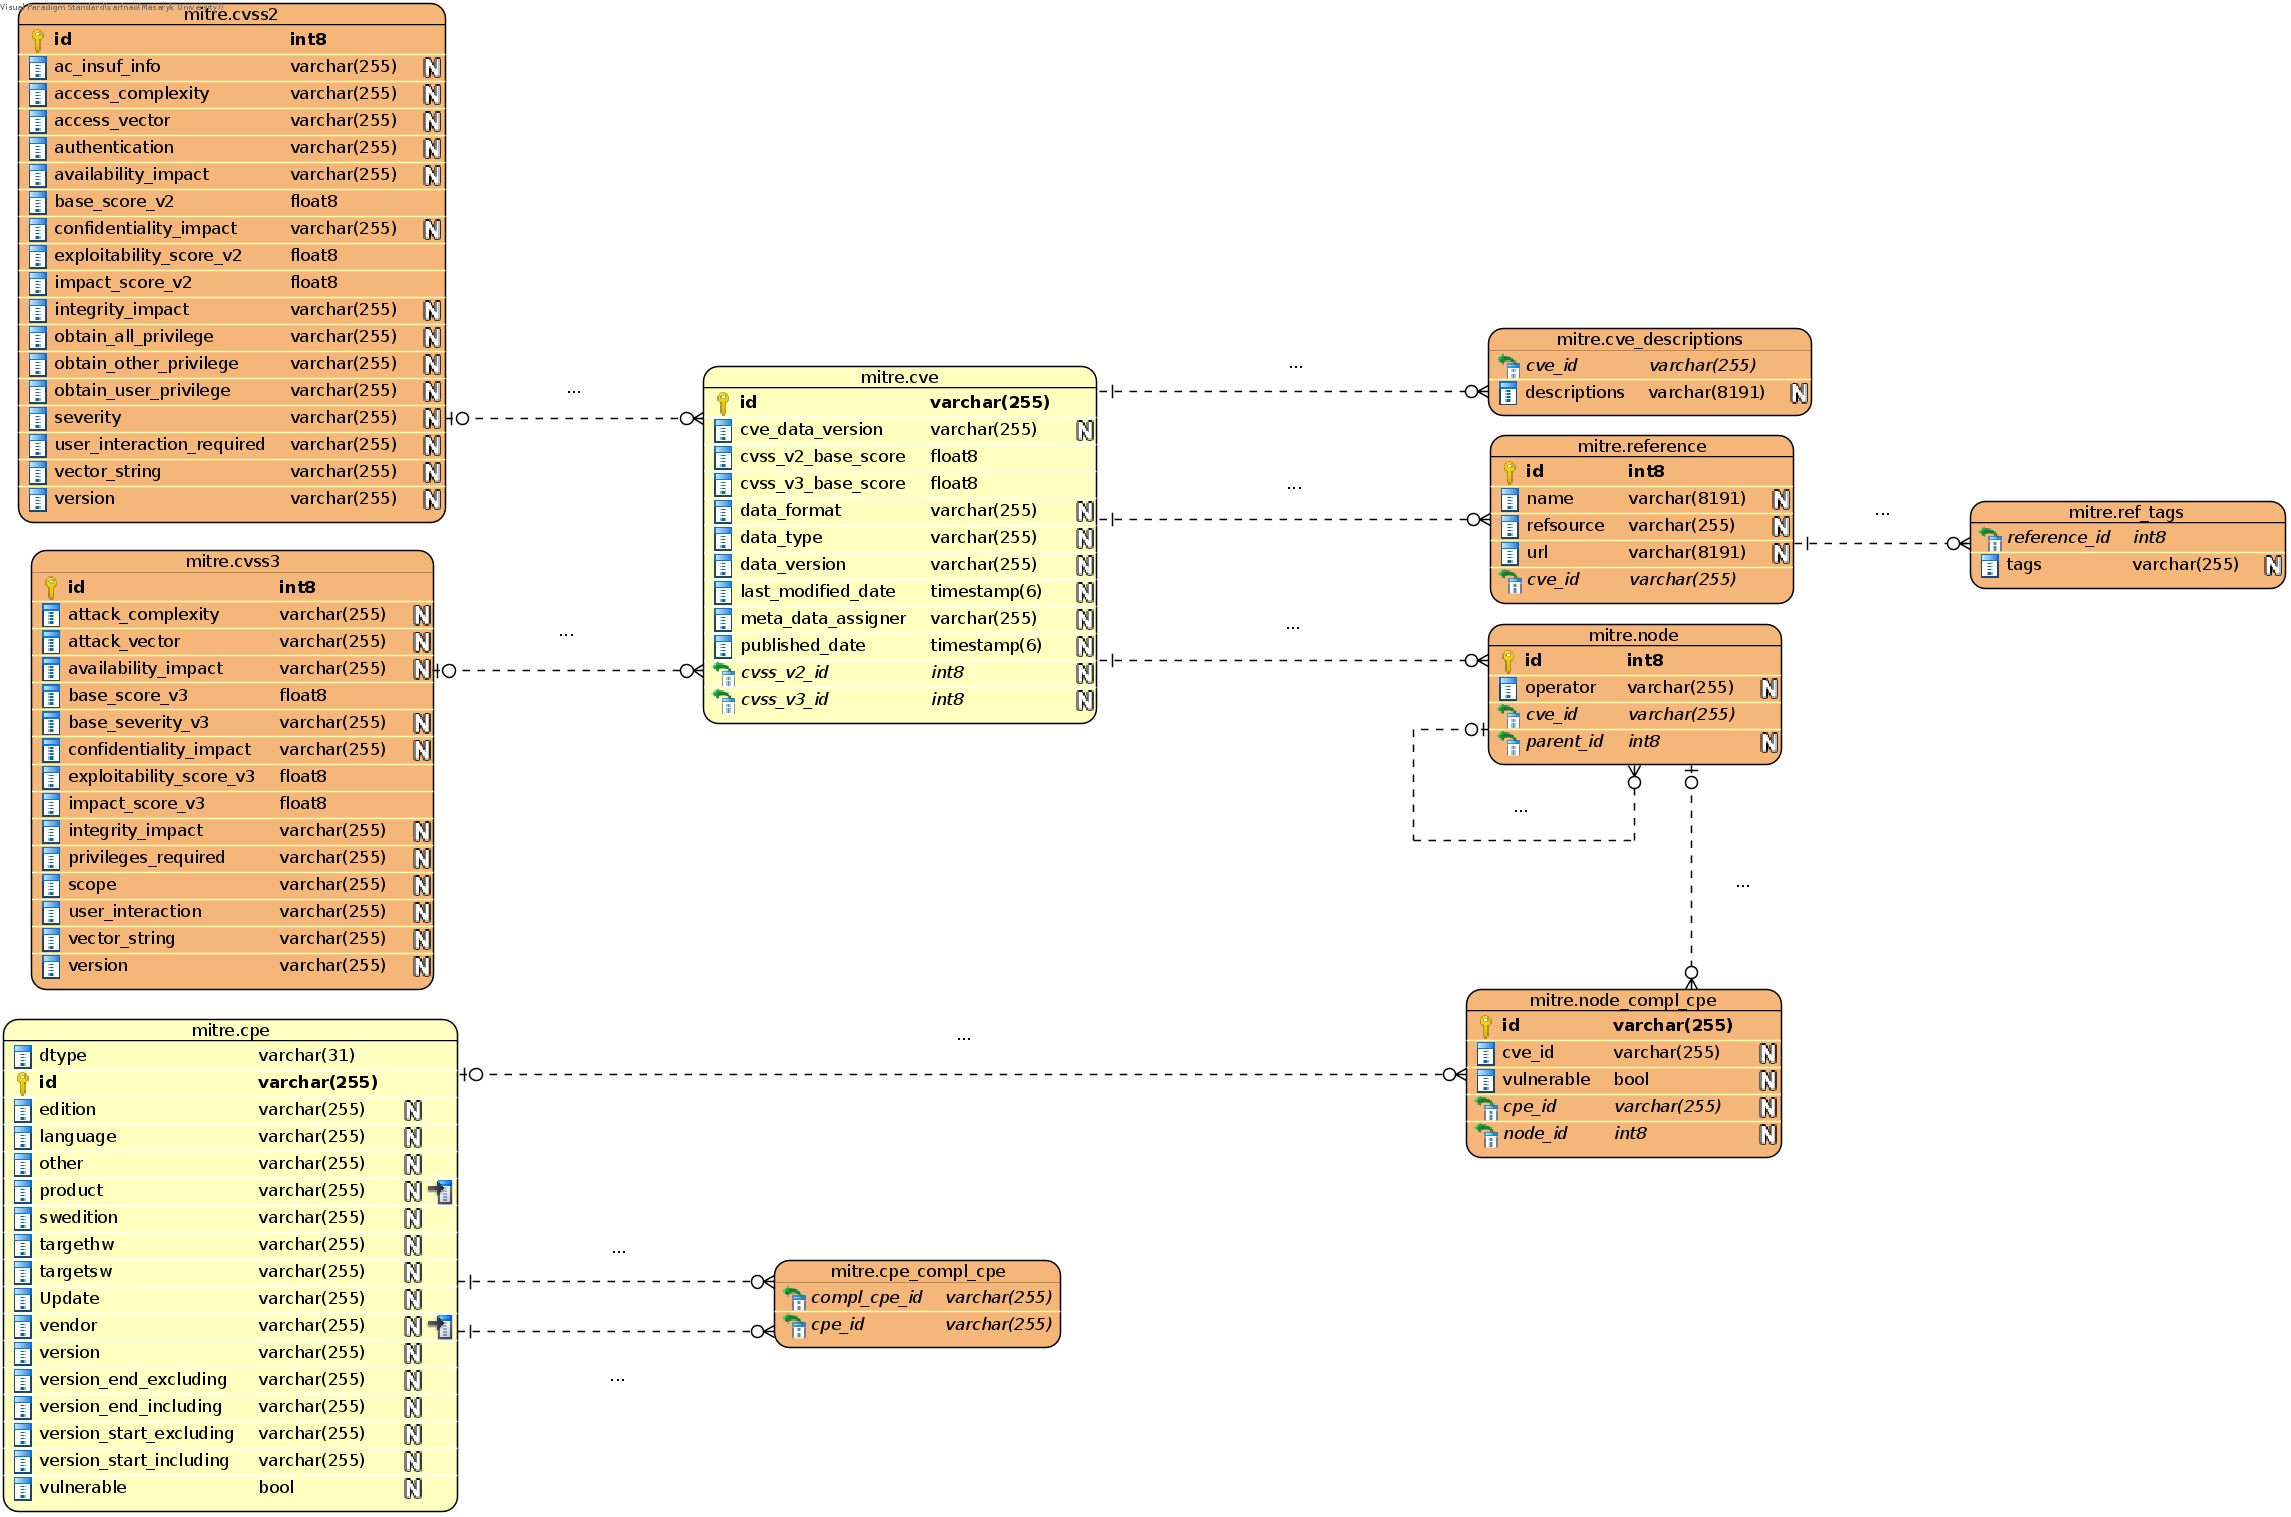 mitre.cvss2
id int8
ac_insuf_info varchar(255) N
access_complexity varchar(255) N
access_vector varchar(255) N
authentication varchar(255) N
availability_impact varchar(255) N
base_score_v2 float8
confidentiality_impact varchar(255) N
exploitability_score_v2 float8
impact_score_v2 float8
integrity_impact varchar(255) N
obtain_all_privilege varchar(255) N
obtain_other_privilege varchar(255) N
obtain_user_privilege varchar(255) N
severity varchar(255) N
user_interaction_required varchar(255) N
vector_string varchar(255) N
version varchar(255) N
mitre.cvss3
id int8
attack_complexity varchar(255) N
attack_vector varchar(255) N
availability_impact varchar(255) N
base_score_v3 float8
base_severity_v3 varchar(255) N
confidentiality_impact varchar(255) N
exploitability_score_v3 float8
impact_score_v3 float8
integrity_impact varchar(255) N
privileges_required varchar(255) N
scope varchar(255) N
user_interaction varchar(255) N
vector_string varchar(255) N
version varchar(255) N
...
...
mitre.cve
id varchar(255)
cve_data_version varchar(255) N
cvss_v2_base_score float8
cvss_v3_base_score float8
data_format varchar(255) N
data_type varchar(255) N
data_version varchar(255) N
last_modified_date timestamp(6) N
meta_data_assigner varchar(255) N
published_date timestamp(6) N
cvss_v2_id int8 N
cvss_v3_id int8 N
...
...
...
mitre.cve_descriptions
cve_id varchar(255)
descriptions varchar(8191) N
mitre.reference
id int8
name varchar(8191) N
refsource varchar(255) N
url varchar(8191) N
cve_id varchar(255)
...
mitre.ref_tags
reference_id int8
tags varchar(255) N
mitre.node
id int8
operator varchar(255) N
cve_id varchar(255)
parent_id int8 N
...
...
mitre.node_compl_cpe
id varchar(255)
cve_id varchar(255) N
vulnerable bool N
cpe_id varchar(255) N
node_id int8 N
...
mitre.cpe
dtype varchar(31)
id varchar(255)
edition varchar(255) N
language varchar(255) N
other varchar(255) N
product varchar(255) N
swedition varchar(255) N
targethw varchar(255) N
targetsw varchar(255) N
Update varchar(255) N
vendor varchar(255) N
version varchar(255) N
version_end_excluding varchar(255) N
version_end_including varchar(255) N
version_start_excluding varchar(255) N
version_start_including varchar(255) N
vulnerable bool N
...
mitre.cpe_compl_cpe
compl_cpe_id varchar(255)
cpe_id varchar(255)
...